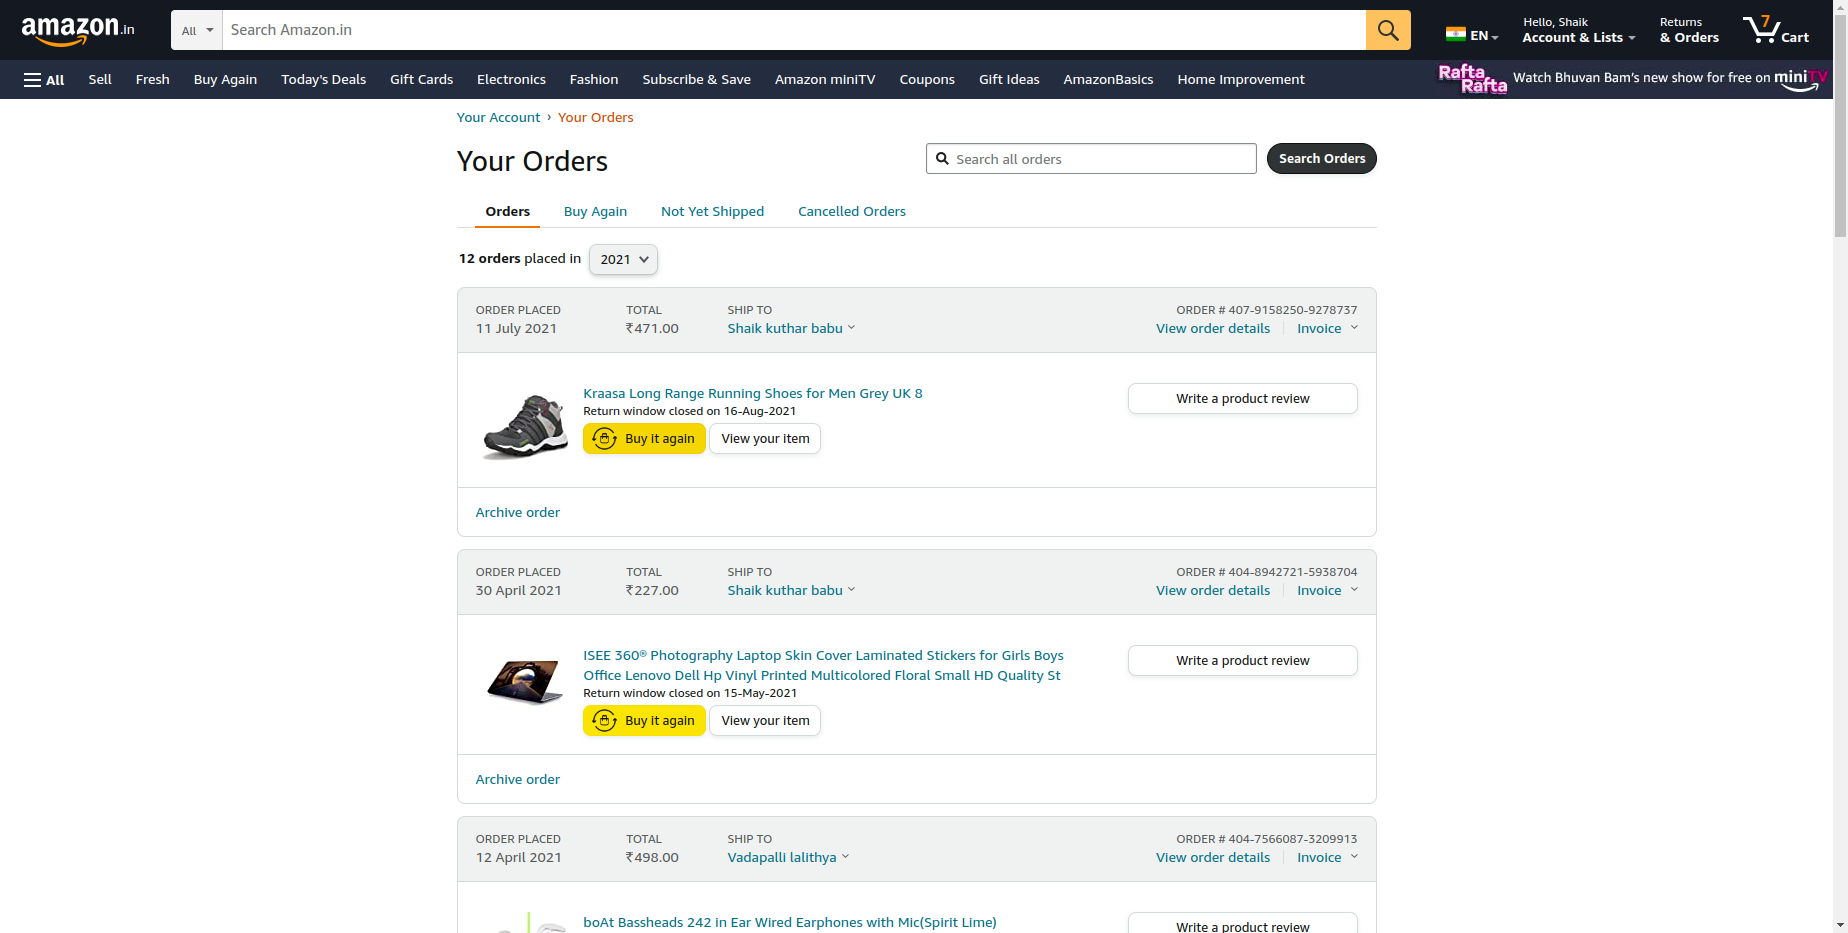 amazon.in
All
Search Amazon.in
EN
Hello, Shaik
Account & Lists
Returns
& Orders
7
Cart
All
Sell
Fresh
Buy Again
Today's Deals
Gift Cards
Electronics
Fashion
Subscribe & Save
Amazon miniTV
Coupons
Gift Ideas
AmazonBasics
Home Improvement
Rafta
Rafta
Watch Bhuvan Bam's new show for free on miniTV
Your Account › Your Orders
Your Orders
Search all orders
Search Orders
Orders
Buy Again
Not Yet Shipped
Cancelled Orders
12 orders placed in
2021
ORDER PLACED
11 July 2021
TOTAL
₹471.00
SHIP TO
Shaik kuthar babu
ORDER # 407-9158250-9278737
View order details
Invoice
Kraasa Long Range Running Shoes for Men Grey UK 8
Return window closed on 16-Aug-2021
Buy it again
View your item
Write a product review
Archive order
ORDER PLACED
30 April 2021
TOTAL
₹227.00
SHIP TO
Shaik kuthar babu
ORDER # 404-8942721-5938704
View order details
Invoice
ISEE 360® Photography Laptop Skin Cover Laminated Stickers for Girls Boys
Office Lenovo Dell Hp Vinyl Printed Multicolored Floral Small HD Quality St
Return window closed on 15-May-2021
Buy it again
View your item
Write a product review
Archive order
ORDER PLACED
12 April 2021
TOTAL
₹498.00
SHIP TO
Vadapalli lalithya
ORDER # 404-7566087-3209913
View order details
Invoice
boAt Bassheads 242 in Ear Wired Earphones with Mic(Spirit Lime)
Write a product review